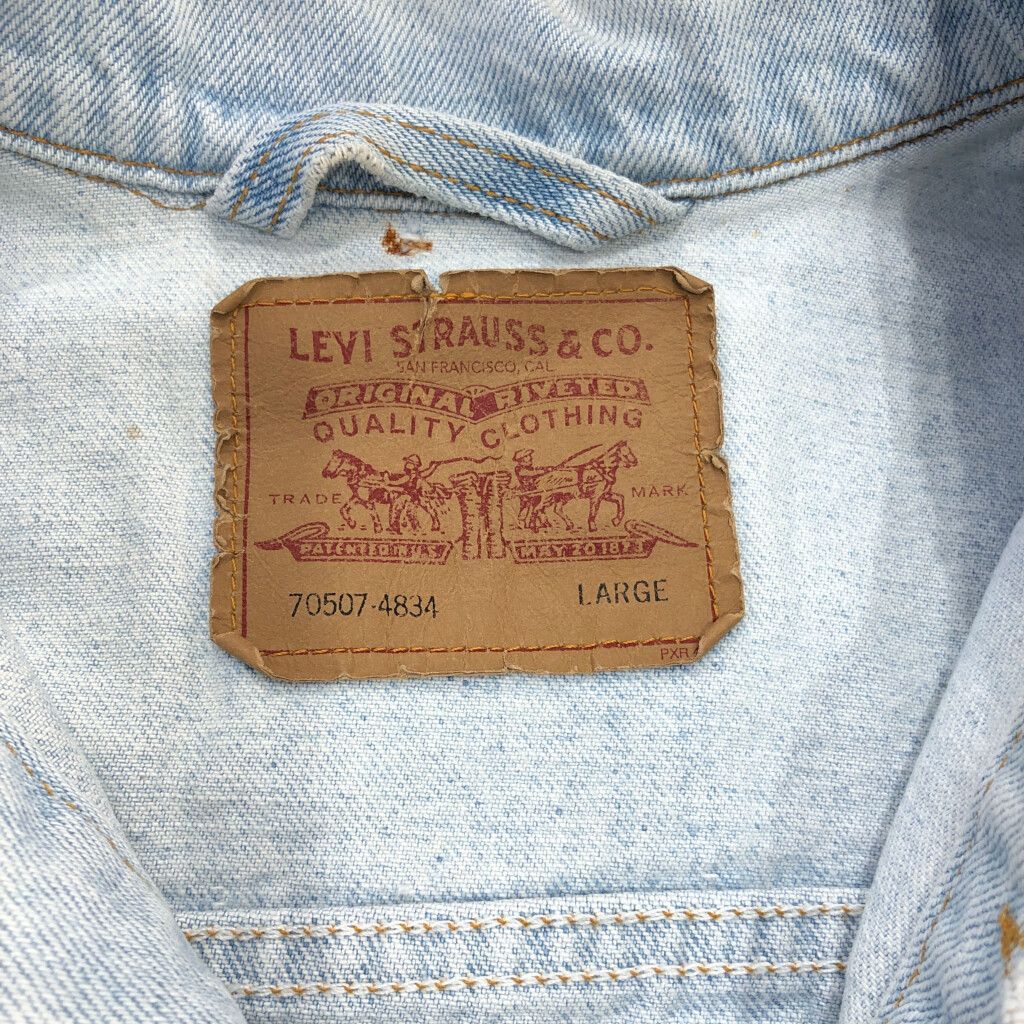 LEVI STRAUSS & CO.
SAN FRANCISCO, CAL
ORIGINAL RIVETED
QUALITY CLOTHING
TRADE MARK
PATENTED IN U.S. MAY 20 1873
70507-4834 LARGE
PXR